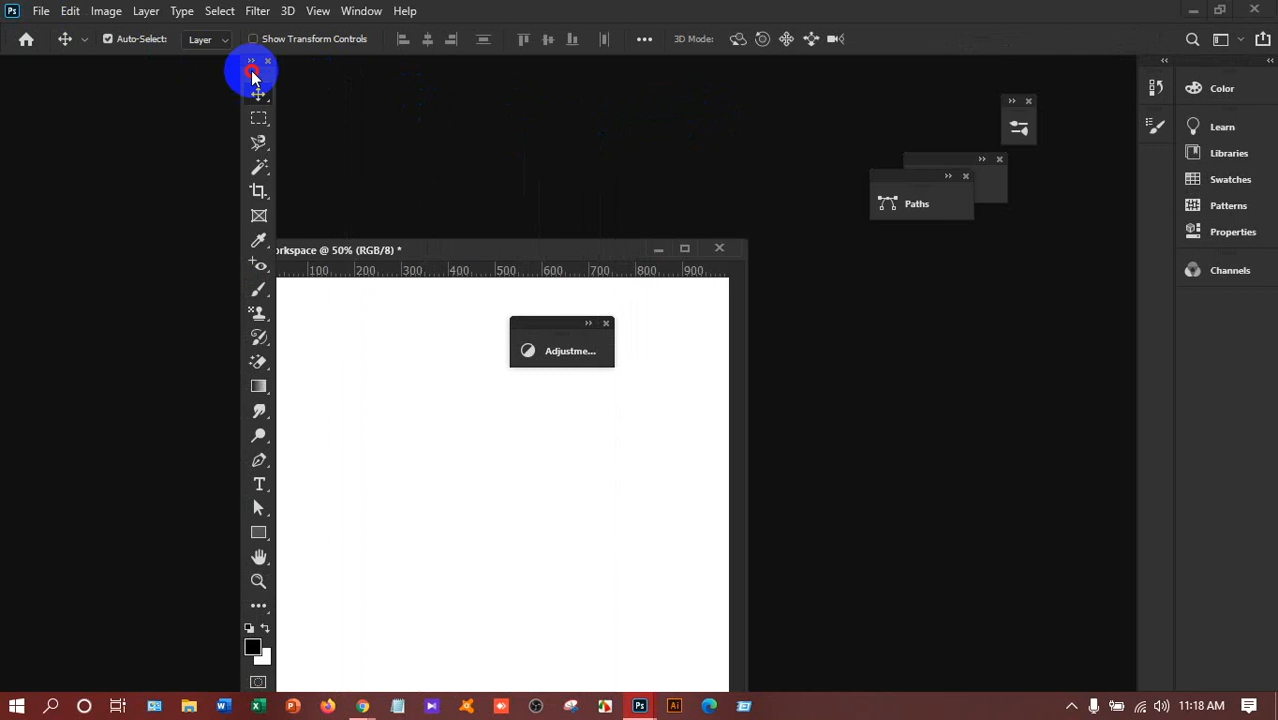 Ps File Edit Image Layer Type Select Filter 3D View Window Help
Auto-Select: Layer Show Transform Controls 3D Mode:
Color
Learn
Libraries
Swatches
Patterns
Properties
Channels
Paths
orkspace @ 50% (RGB/8) *
100 200 300 400 500 600 700 800 900
Adjustme...
T
W X P Ps Ai 11:18 AM